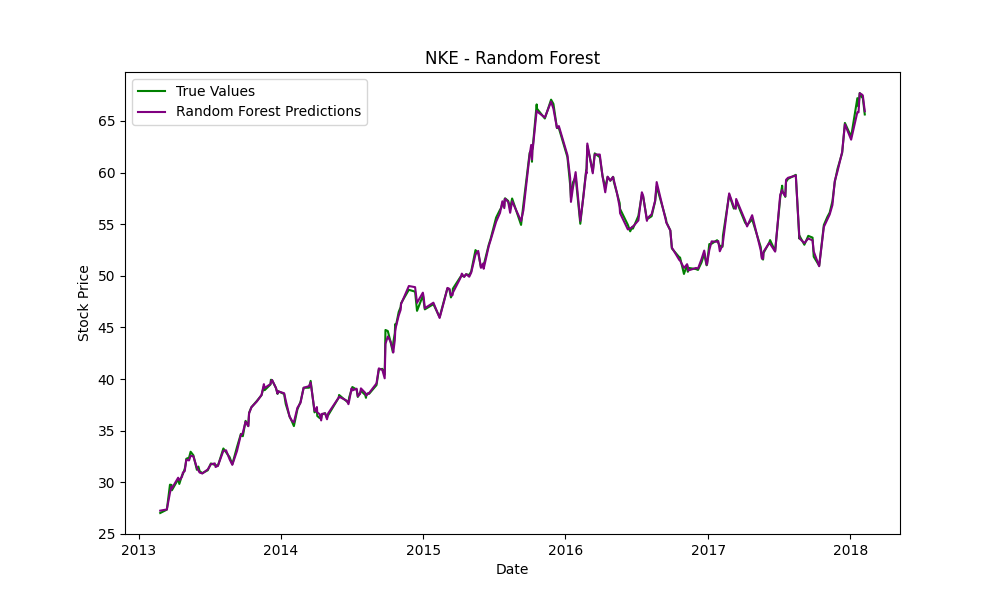 NKE - Random Forest
True Values
Random Forest Predictions
65
60
55
50
45
40
35
30
25
Stock Price
2013 2014 2015 2016 2017 2018
Date